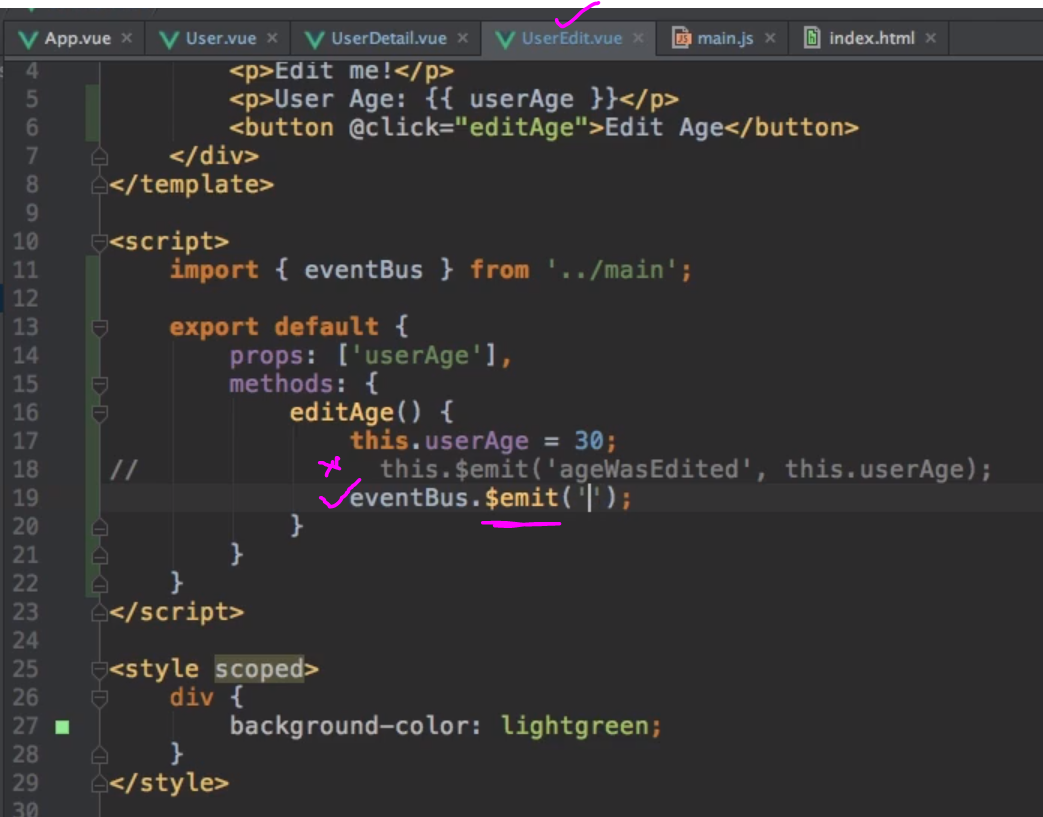 App.vue × User.vue × UserDetail.vue × UserEdit.vue × main.js × index.html ×
4 <p>Edit me!</p>
5 <p>User Age: {{ userAge }}</p>
6 <button @click="editAge">Edit Age</button>
7 </div>
8 </template>
9
10 <script>
11 import { eventBus } from '../main';
12
13 export default {
14 props: ['userAge'],
15 methods: {
16 editAge() {
17 this.userAge = 30;
18 // this.$emit('ageWasEdited', this.userAge);
19 eventBus.$emit('');
20 }
21 }
22 }
23 </script>
24
25 <style scoped>
26 div {
27 background-color: lightgreen;
28 }
29 </style>
30